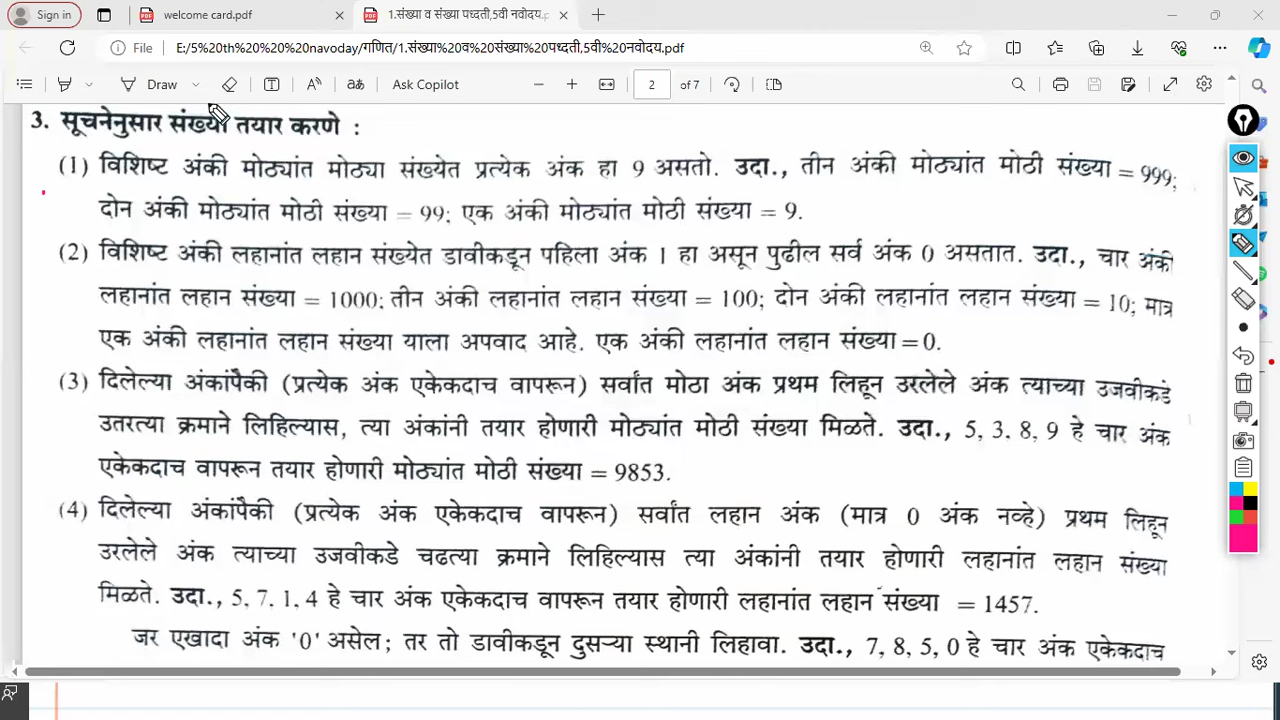 Sign in
welcome card.pdf
1.संख्या व संख्या पध्दती,5वी नवोदय.p
File
E:/5%20th%20%20%20navoday/गणित/1.संख्या%20व%20संख्या%20पध्दती,5वी%20नवोदय.pdf
Draw
Ask Copilot
2 of 7
3. सूचनेनुसार संख्या तयार करणे :
(1) विशिष्ट अंकी मोठ्यांत मोठ्या संख्येत प्रत्येक अंक हा 9 असतो. उदा., तीन अंकी मोठ्यांत मोठी संख्या = 999;
दोन अंकी मोठ्यांत मोठी संख्या = 99; एक अंकी मोठ्यांत मोठी संख्या = 9.
(2) विशिष्ट अंकी लहानांत लहान संख्येत डावीकडून पहिला अंक 1 हा असून पुढील सर्व अंक 0 असतात. उदा., चार अंकी
लहानांत लहान संख्या = 1000; तीन अंकी लहानांत लहान संख्या = 100; दोन अंकी लहानांत लहान संख्या = 10; मात्र
एक अंकी लहानांत लहान संख्या याला अपवाद आहे. एक अंकी लहानांत लहान संख्या = 0.
(3) दिलेल्या अंकांपैकी (प्रत्येक अंक एकेकदाच वापरून) सर्वांत मोठा अंक प्रथम लिहून उरलेले अंक त्याच्या उजवीकडे
उतरत्या क्रमाने लिहिल्यास, त्या अंकांनी तयार होणारी मोठ्यांत मोठी संख्या मिळते. उदा., 5, 3. 8, 9 हे चार अंक
एकेकदाच वापरून तयार होणारी मोठ्यांत मोठी संख्या = 9853.
(4) दिलेल्या अंकांपैकी (प्रत्येक अंक एकेकदाच वापरून) सर्वांत लहान अंक (मात्र 0 अंक नव्हे) प्रथम लिहून
उरलेले अंक त्याच्या उजवीकडे चढत्या क्रमाने लिहिल्यास त्या अंकांनी तयार होणारी लहानांत लहान संख्या
मिळते. उदा., 5, 7. 1, 4 हे चार अंक एकेकदाच वापरून तयार होणारी लहानांत लहान संख्या = 1457.
जर एखादा अंक '0' असेल; तर तो डावीकडून दुसऱ्या स्थानी लिहावा. उदा., 7, 8, 5, 0 हे चार अंक एकेकदाच